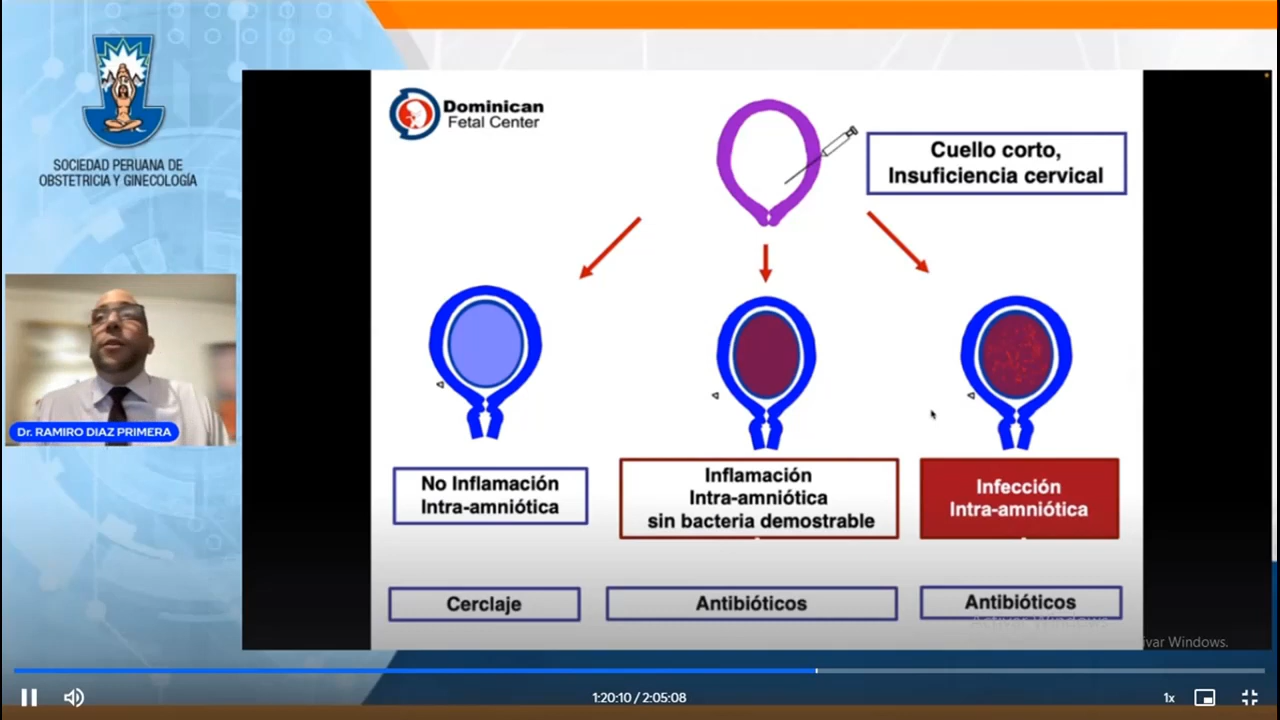 SOCIEDAD PERUANA DE
OBSTETRICIA Y GINECOLOGÍA
Dominican
Fetal Center
Cuello corto,
Insuficiencia cervical
Dr. RAMIRO DIAZ PRIMERA
No Inflamación
Intra-amniótica
Inflamación
Intra-amniótica
sin bacteria demostrable
Infección
Intra-amniótica
Cerclaje
Antibióticos
Antibióticos
Activar Windows
ivar Windows.
1:20:10 / 2:05:08
1x